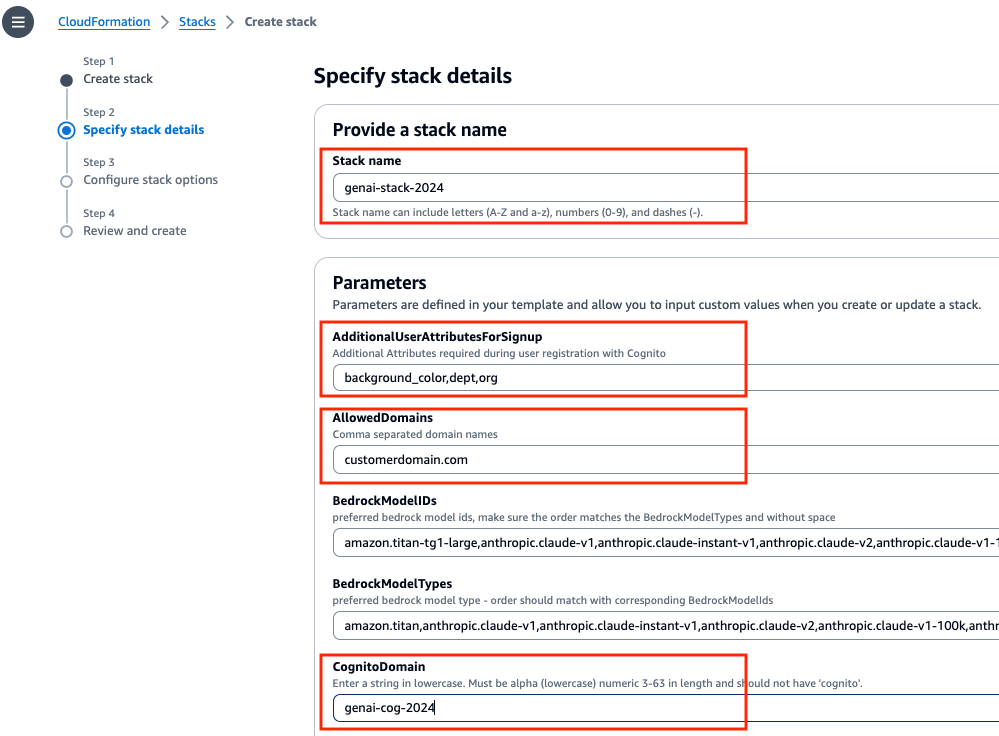 CloudFormation > Stacks > Create stack
Step 1
Create stack
Step 2
Specify stack details
Step 3
Configure stack options
Step 4
Review and create
Specify stack details
Provide a stack name
Stack name
genai-stack-2024
Stack name can include letters (A-Z and a-z), numbers (0-9), and dashes (-).
Parameters
Parameters are defined in your template and allow you to input custom values when you create or update a stack.
AdditionalUserAttributesForSignup
Additional Attributes required during user registration with Cognito
background_color,dept,org
AllowedDomains
Comma separated domain names
customerdomain.com
BedrockModelIDs
preferred bedrock model ids, make sure the order matches the BedrockModelTypes and without space
amazon.titan-tg1-large,anthropic.claude-v1,anthropic.claude-instant-v1,anthropic.claude-v2,anthropic.claude-v1-1
BedrockModelTypes
preferred bedrock model type - order should match with corresponding BedrockModelIds
amazon.titan,anthropic.claude-v1,anthropic.claude-instant-v1,anthropic.claude-v2,anthropic.claude-v1-100k,anthr
CognitoDomain
Enter a string in lowercase. Must be alpha (lowercase) numeric 3-63 in length and should not have 'cognito'.
genai-cog-2024